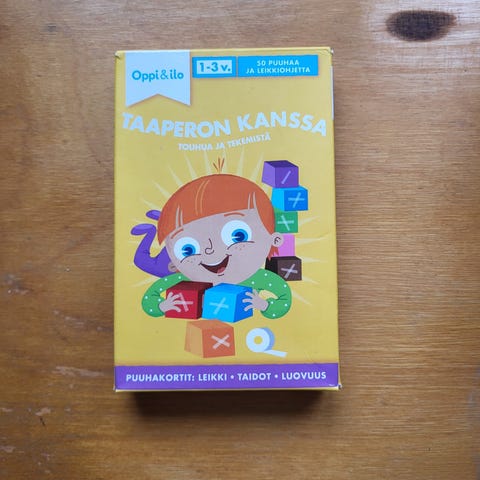 Oppi&ilo
1-3 v.
50 PUUHAA
JA LEIKKIOHJETTA
TAAPERON KANSSA
TOUHUA JA TEKEMISTÄ
PUUHAKORTIT: LEIKKI • TAIDOT • LUOVUUS